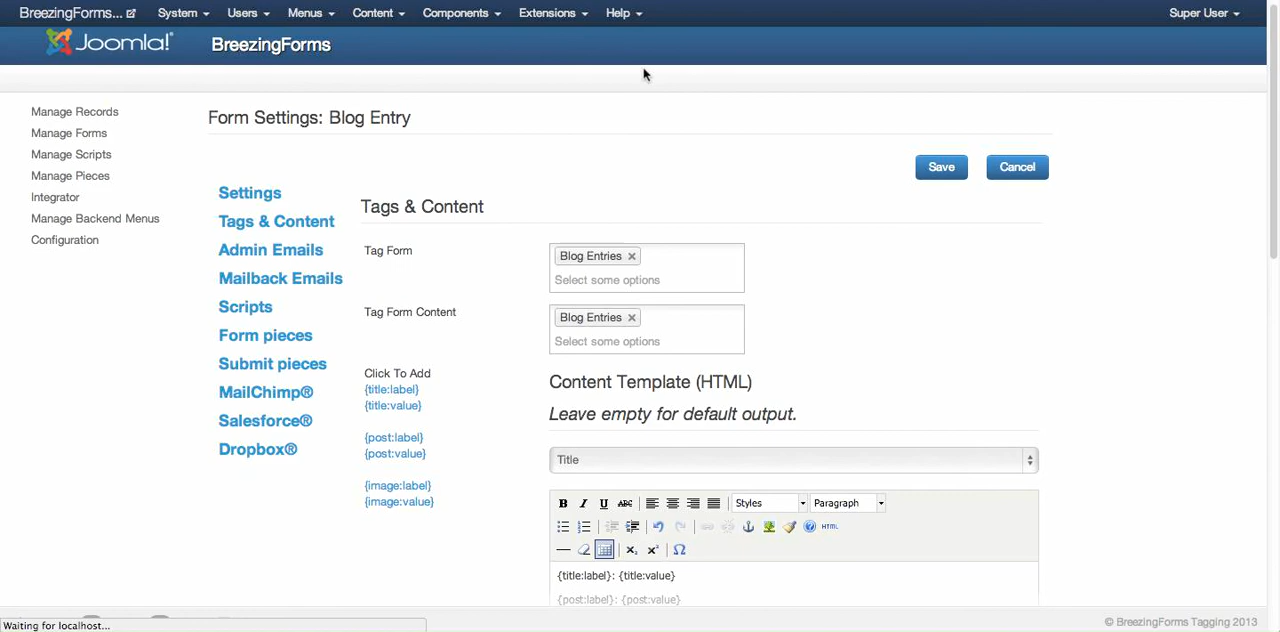 BreezingForms... System Users Menus Content Components Extensions Help Super User
Joomla!® BreezingForms
Manage Records
Manage Forms
Manage Scripts
Manage Pieces
Integrator
Manage Backend Menus
Configuration
Form Settings: Blog Entry
Save Cancel
Settings
Tags & Content
Admin Emails
Mailback Emails
Scripts
Form pieces
Submit pieces
MailChimp®
Salesforce®
Dropbox®
Tags & Content
Tag Form
Blog Entries
Select some options
Tag Form Content
Blog Entries
Select some options
Click To Add
{title:label}
{title:value}
{post:label}
{post:value}
{image:label}
{image:value}
Content Template (HTML)
Leave empty for default output.
Title
B I U ABC Styles Paragraph
HTML
{title:label}: {title:value}
{post:label}: {post:value}
Waiting for localhost...
© BreezingForms Tagging 2013